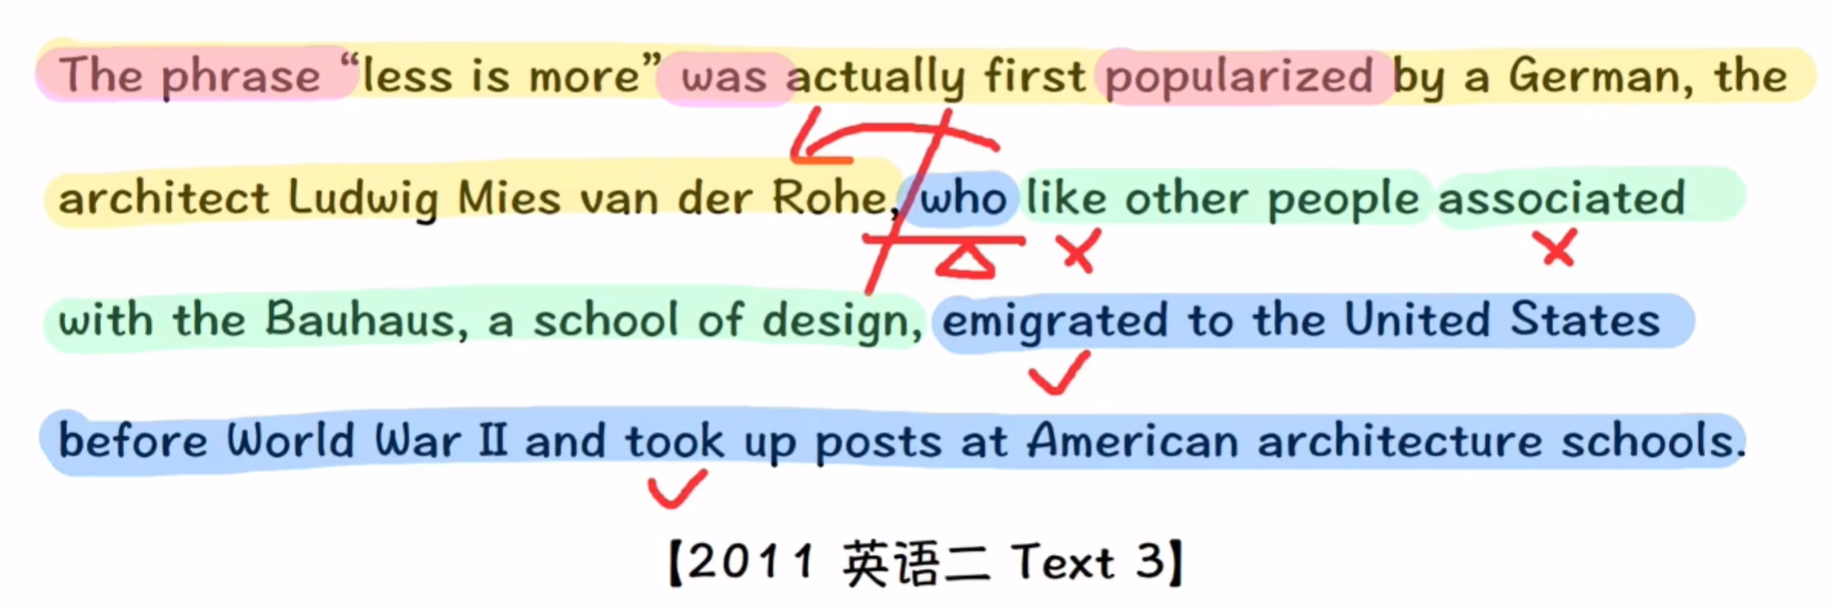 The phrase “less is more” was actually first popularized by a German, the
architect Ludwig Mies van der Rohe, who like other people associated
with the Bauhaus, a school of design, emigrated to the United States
before World War II and took up posts at American architecture schools.
【2011 英语二 Text 3】